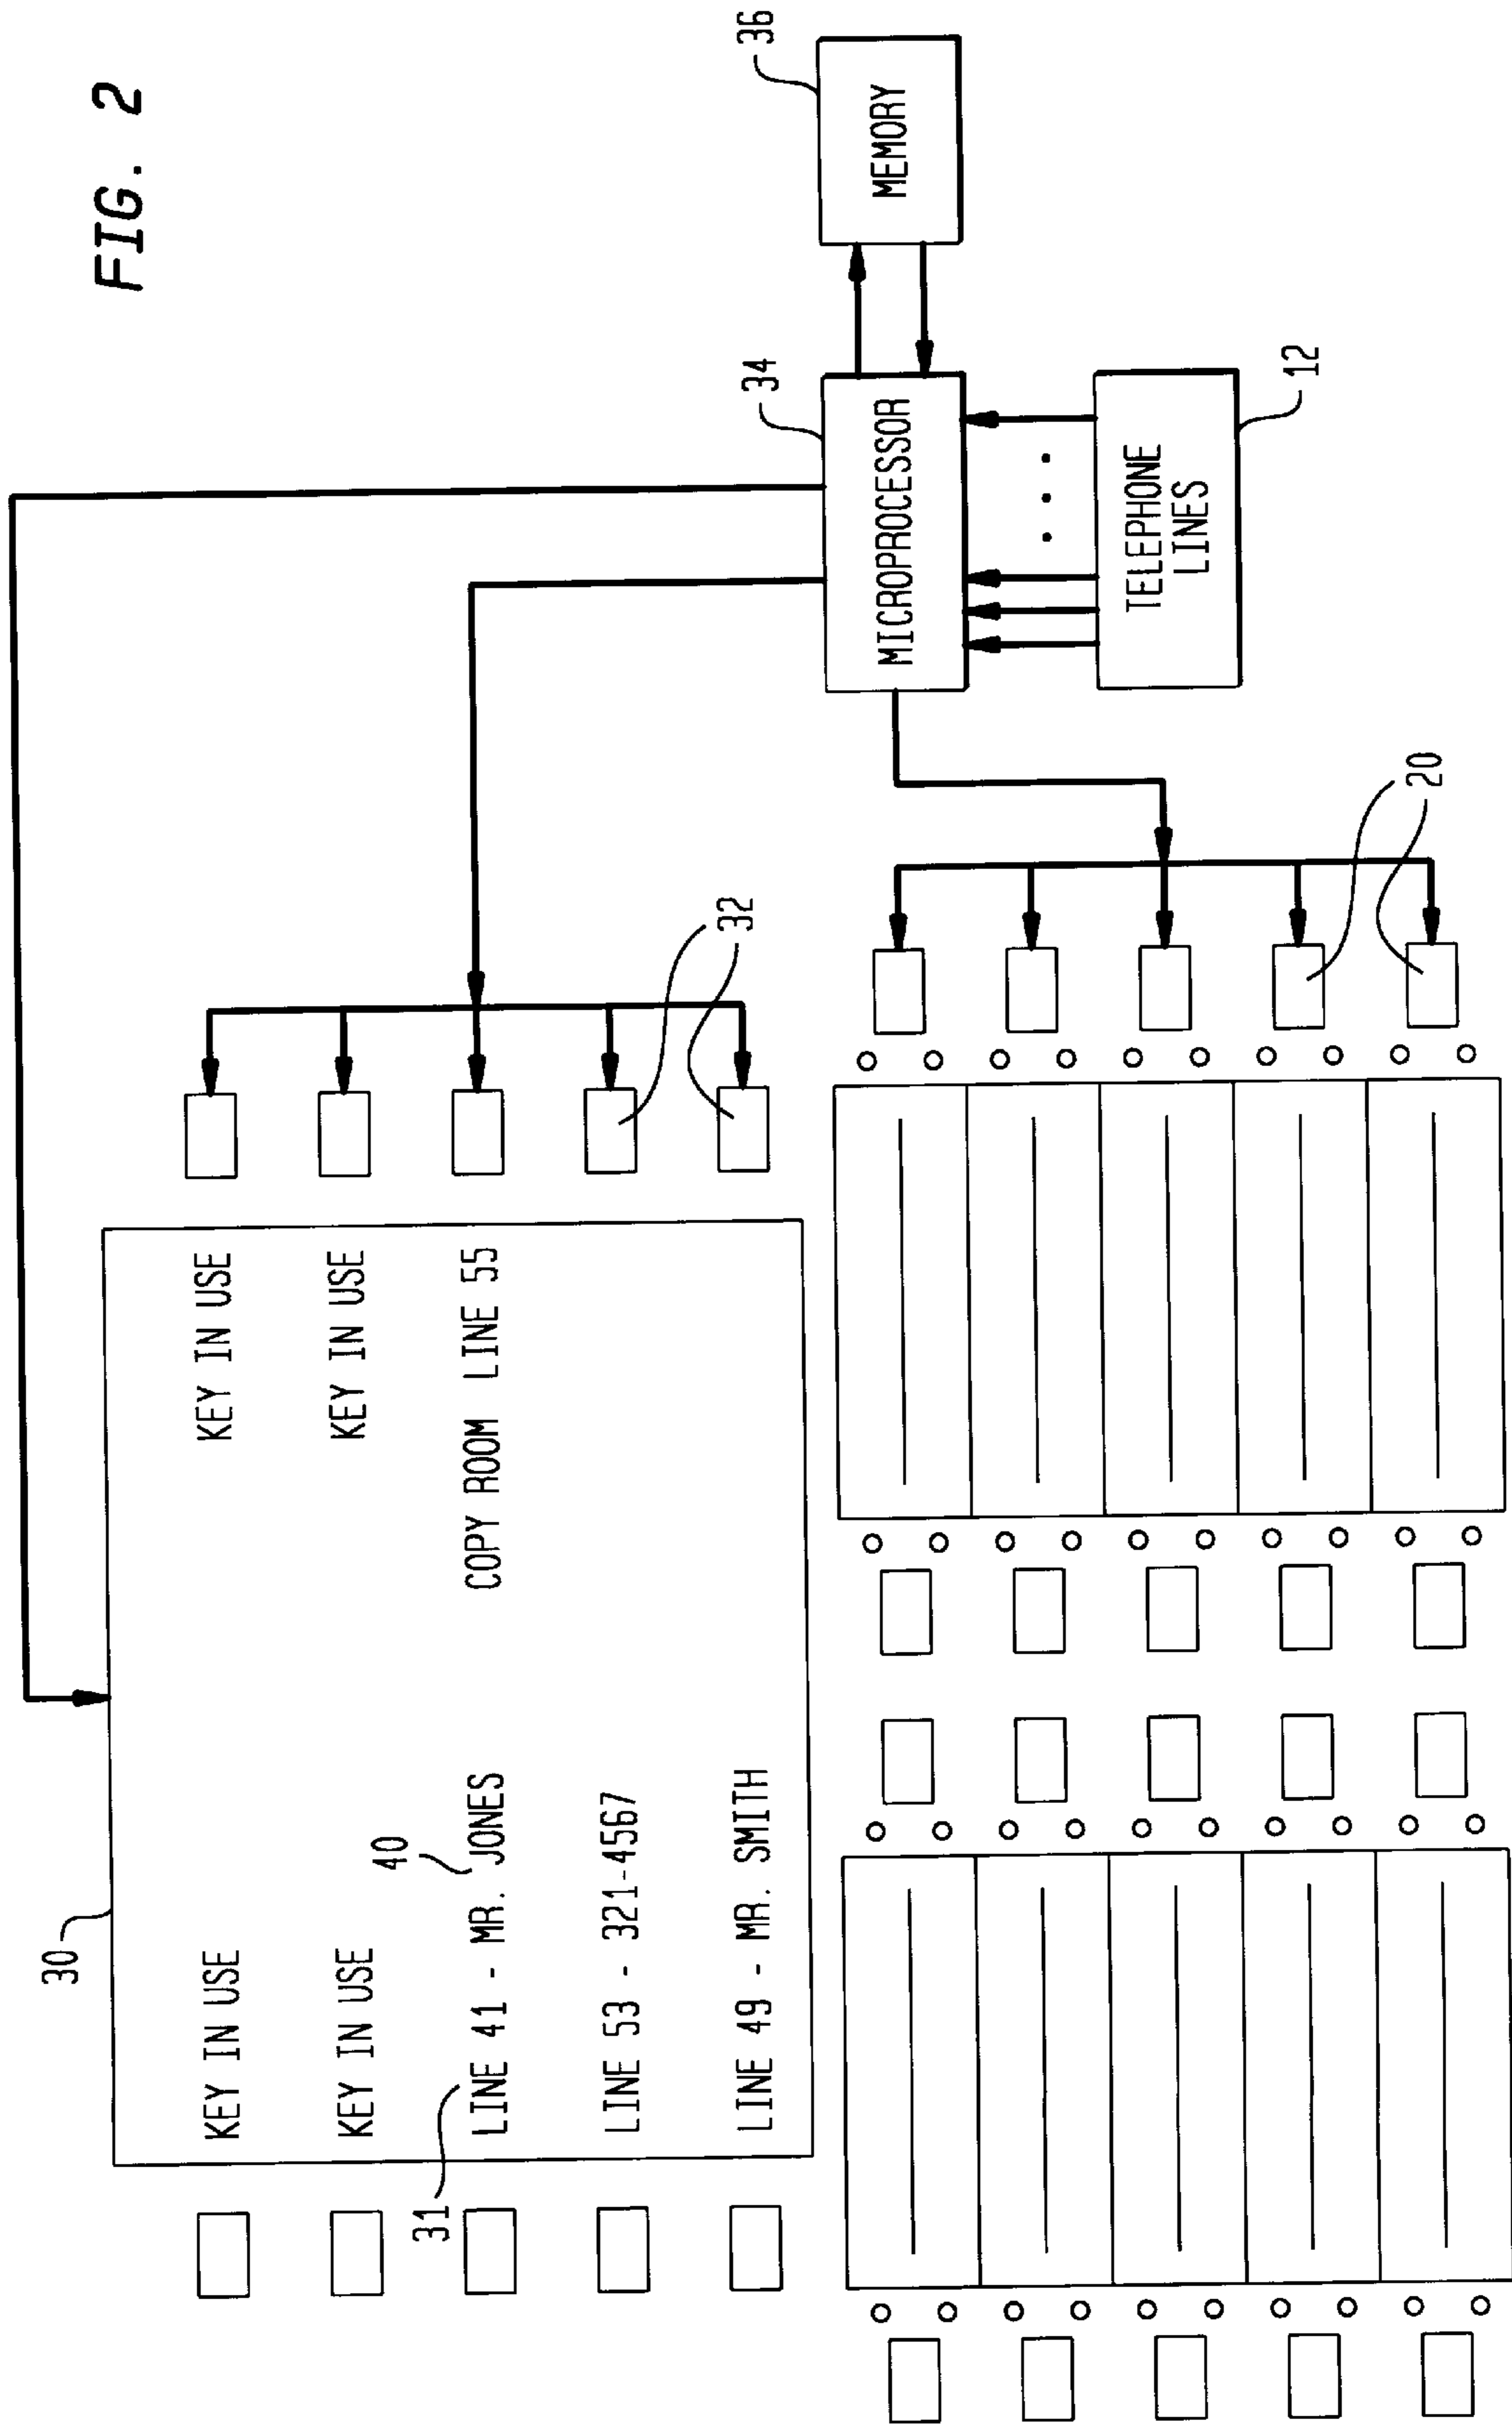 FIG. 2
30
KEY IN USE KEY IN USE
KEY IN USE KEY IN USE
40
31
LINE 41 - MR. JONES COPY ROOM LINE 55
LINE 53 - 321-4567
LINE 49 - MR. SMITH
32
34
36
MICROPROCESSOR
MEMORY
TELEPHONE
LINES
12
20